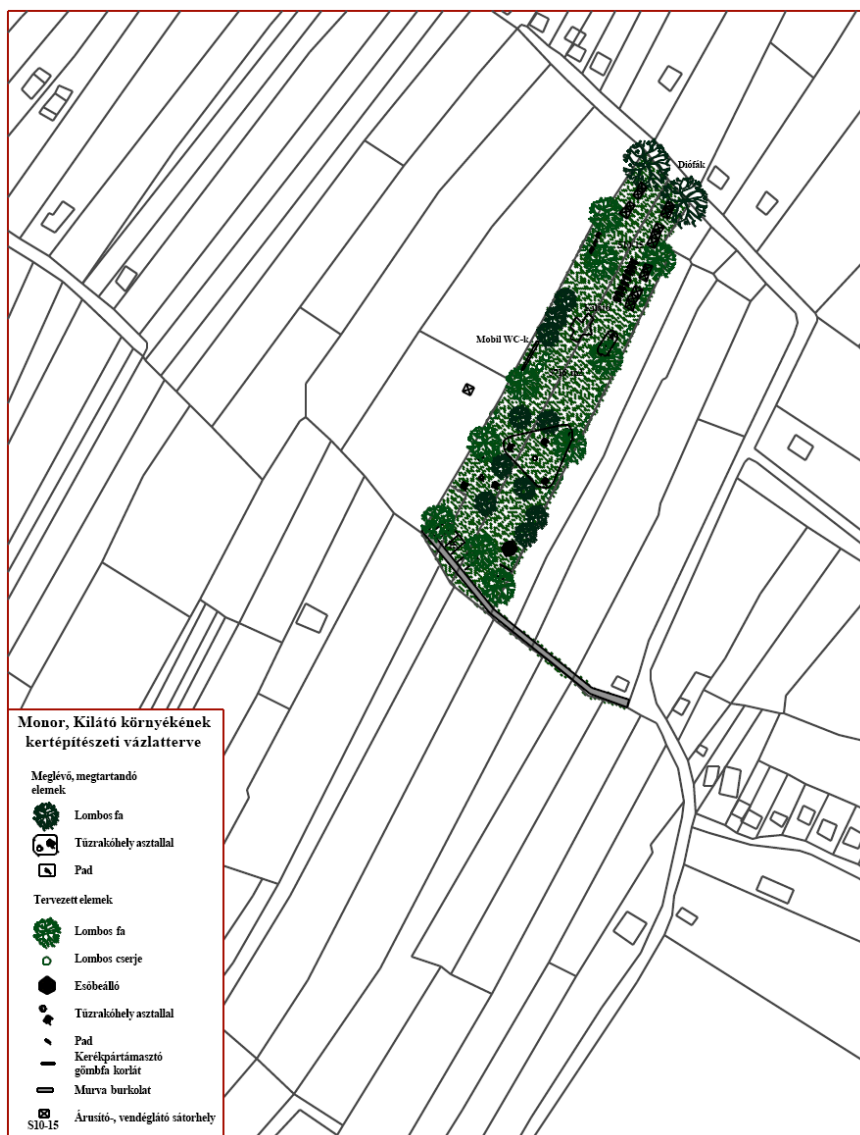 Diófák
Mobil WC-k
Monor, Kilátó környékének
kertépítészeti vázlatterve
Meglévő, megtartandó
elemek
Lombos fa
Tűzrakóhely asztallal
Pad
Tervezett elemek
Lombos fa
Lombos cserje
Esőbeálló
Tűzrakóhely asztallal
Pad
Kerékpártámasztó
gömbfa korlát
Murva burkolat
Árusító-, vendéglátó sátorhely
S10-15